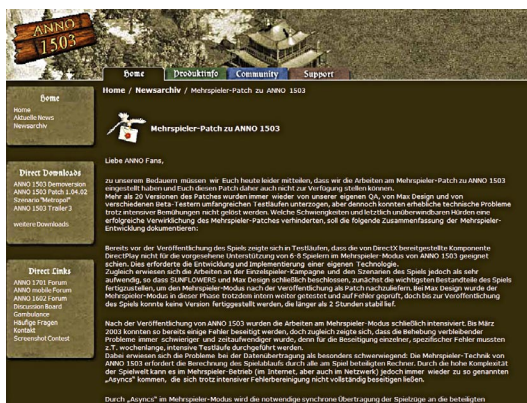 ANNO
1503
Home
Produktinfo
Community
Support
Home
Home
Aktuelle News
Newsarchiv
Direct Downloads
ANNO 1503 Demoversion
ANNO 1503 Patch 1.04.02
Szenario "Metropol"
ANNO 1503 Trailer 3
weitere Downloads
Direct Links
ANNO 1701 Forum
ANNO mobile Forum
ANNO 1602 Forum
Discussion Board
Gambulance
Häufige Fragen
Kontakt
Screenshot Contest
Home / Newsarchiv / Mehrspieler-Patch zu ANNO 1503
Mehrspieler-Patch zu ANNO 1503
Liebe ANNO Fans,
zu unserem Bedauern müssen wir Euch heute leider mitteilen, dass wir die Arbeiten am Mehrspieler-Patch zu ANNO 1503
eingestellt haben und Euch diesen Patch daher auch nicht zur Verfügung stellen können.
Mehr als 20 Versionen des Patches wurden immer wieder von unserer eigenen QA, von Max Design und von
verschiedenen Beta-Testern umfangreichen Testläufen unterzogen, aber dennoch konnten erhebliche technische Probleme
trotz intensiver Bemühungen nicht gelöst werden. Welche Schwierigkeiten und letztlich unüberwindbaren Hürden eine
erfolgreiche Verwirklichung des Mehrspieler-Patches verhinderten, soll die folgende Zusammenfassung der Mehrspieler-
Entwicklung dokumentieren:
Bereits vor der Veröffentlichung des Spiels zeigte sich in Testläufen, dass die von DirectX bereitgestellte Komponente
DirectPlay nicht für die vorgesehene Unterstützung von 6-8 Spielern im Mehrspieler-Modus von ANNO 1503 geeignet
schien. Dies erforderte die Entwicklung und Implementierung einer eigenen Technologie.
Zugleich erwiesen sich die Arbeiten an der Einzelspieler-Kampagne und den Szenarien des Spiels jedoch als sehr
aufwendig, so dass SUNFLOWERS und Max Design beschlossen, zunächst die wichtigsten Bestandteile des Spiels
fertigzustellen, um den Mehrspieler-Modus nach der Veröffentlichung als Patch nachzuliefern. Bei Max Design wurde der
Mehrspieler-Modus in dieser Phase trotzdem intern weiter getestet und auf Fehler geprüft, doch bis zur Veröffentlichung
des Spiels konnte keine Version fertiggestellt werden, die länger als 2 Stunden stabil lief.
Nach der Veröffentlichung von ANNO 1503 wurden die Arbeiten am Mehrspieler-Modus schließlich intensiviert. Bis März
2003 konnten so bereits einige Fehler beseitigt werden, doch zugleich zeigte sich, dass die Behebung verbleibender
Probleme immer schwieriger und zeitaufwendiger wurde, denn für die Beseitigung einzelner, spezifischer Fehler mussten
z.T. wochenlange, intensive Testläufe durchgeführt werden.
Dabei erwiesen sich die Probleme bei der Datenübertragung als besonders schwerwiegend: Die Mehrspieler-Technik von
ANNO 1503 erfordert die Berechnung des Spielablaufs durch alle am Spiel beteiligten Rechner. Durch die hohe Komplexität
der Spielwelt kann es im Mehrspieler-Betrieb (im Internet, aber auch im Netzwerk) jedoch immer wieder zu so genannten
„Asyncs“ kommen, die sich trotz intensiver Fehlerbereinigung nicht vollständig beseitigen ließen.
Durch „Asyncs“ im Mehrspieler-Modus wird die notwendige synchrone Übertragung der Spielzüge an die beteiligten